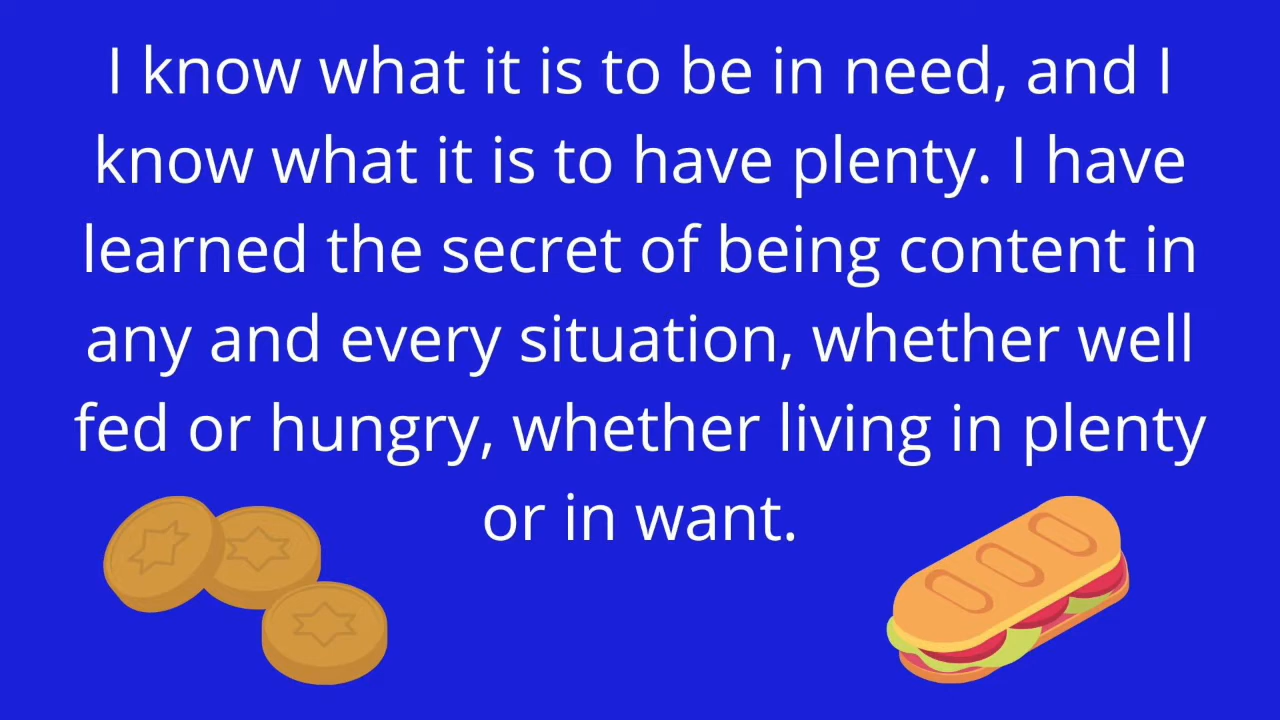 I know what it is to be in need, and I
know what it is to have plenty. I have
learned the secret of being content in
any and every situation, whether well
fed or hungry, whether living in plenty
or in want.